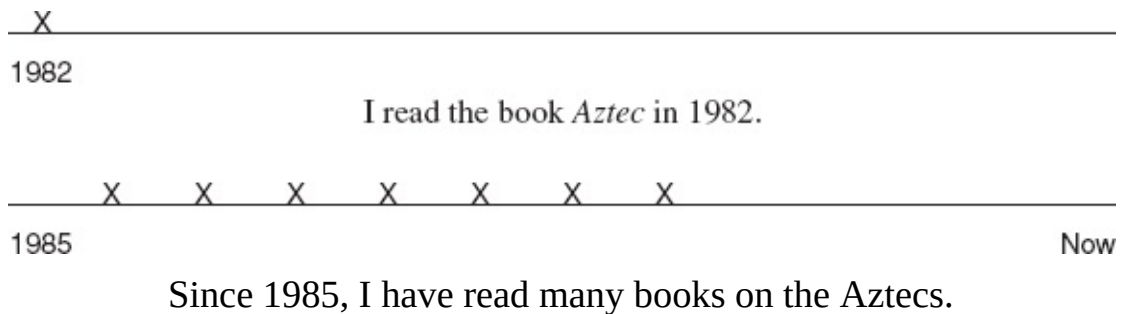 X
1982
I read the book Aztec in 1982.
X X X X X X X
1985 Now
Since 1985, I have read many books on the Aztecs.